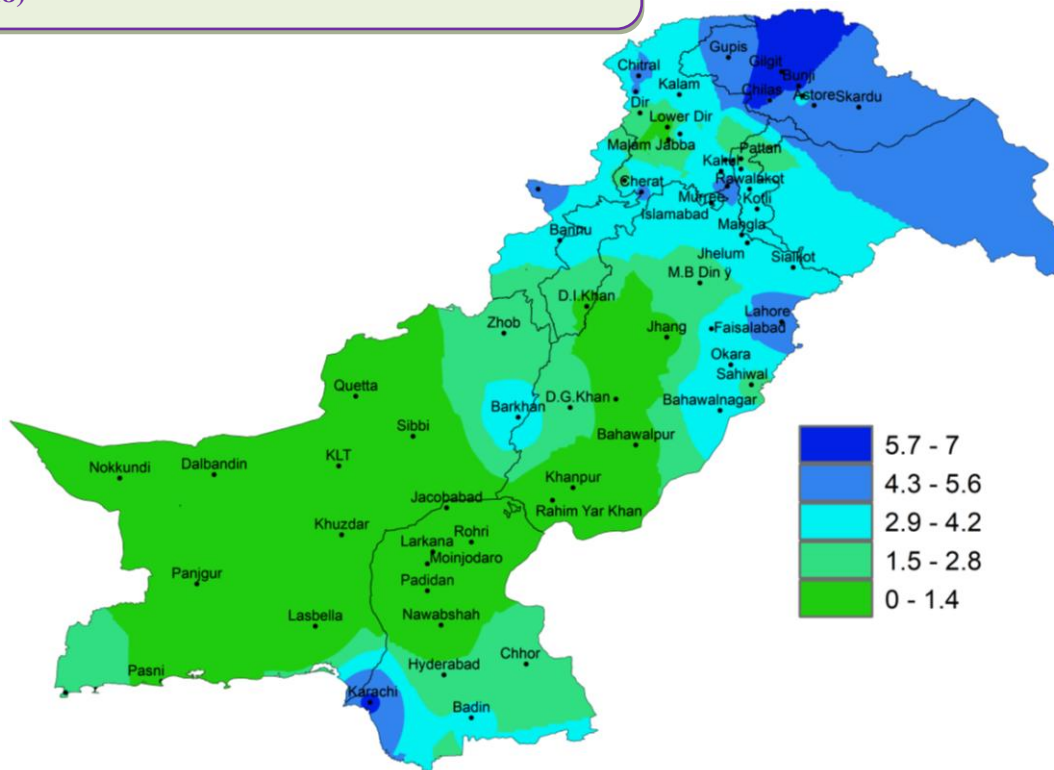 Gupis
Gilgit
Chitral
Bunji
Kalam
Chilas
Astore
Skardu
Dir
Lower Dir
Malam Jabba
Pattan
Cherat
Rawalakot
Murree
Kotli
Islamabad
Mangla
Bannu
Jhelum
Sialkot
M.B Din y
D.I.Khan
Lahore
Zhob
Jhang
Faisalabad
Okara
Sahiwal
Quetta
D.G.Khan
Bahawalnagar
Barkhan
Sibbi
Bahawalpur
KLT
5.7 - 7
Nokkundi
Dalbandin
Khanpur
4.3 - 5.6
Jacobabad
Rahim Yar Khan
2.9 - 4.2
Khuzdar
Rohri
Larkana
Moinjodaro
1.5 - 2.8
Panjgur
Padidan
0 - 1.4
Lasbella
Nawabshah
Hyderabad
Chhor
Pasni
Karachi
Badin